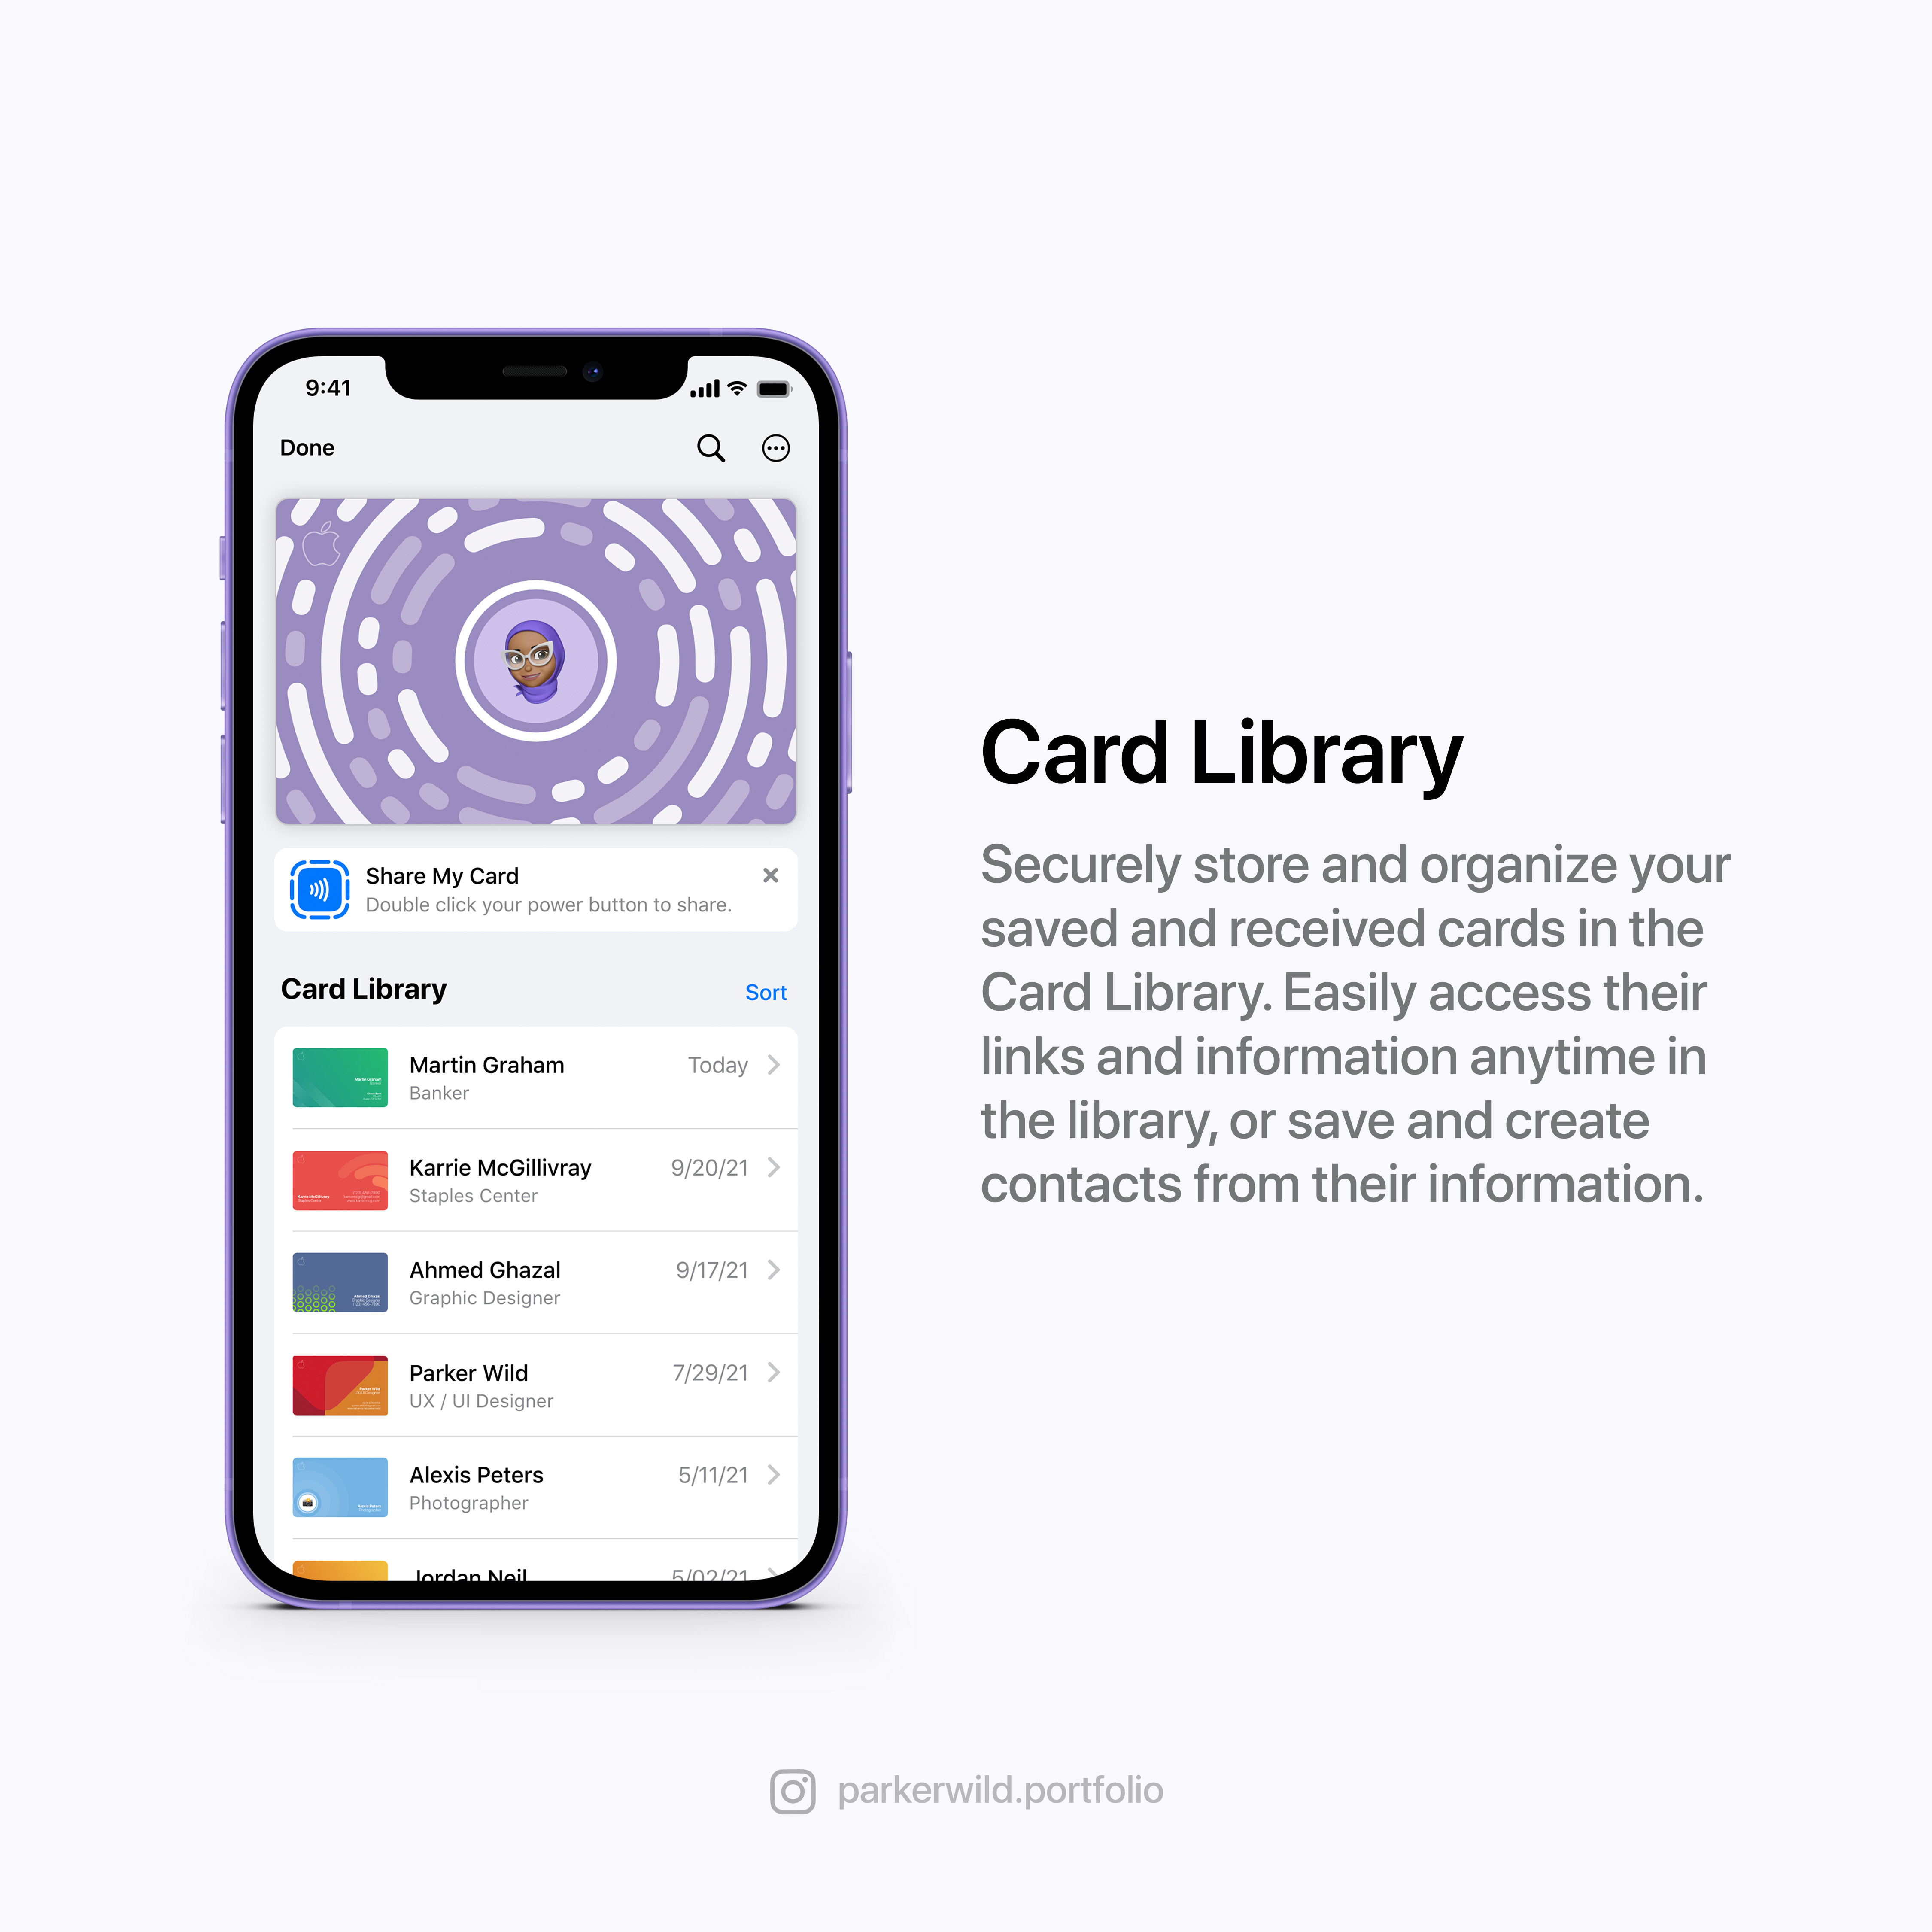 9:41
Done
Share My Card
Double click your power button to share.
Card Library
Sort
Martin Graham
Today
Banker
Karrie McGillivray
9/20/21
Staples Center
Ahmed Ghazal
9/17/21
Graphic Designer
Parker Wild
7/29/21
UX / UI Designer
Alexis Peters
5/11/21
Photographer
Jordan Neil
5/02/21
Card Library
Securely store and organize your
saved and received cards in the
Card Library. Easily access their
links and information anytime in
the library, or save and create
contacts from their information.
parkerwild.portfolio